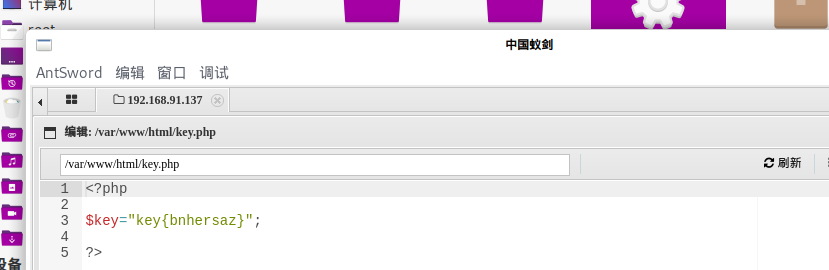 计算机
中国蚁剑
AntSword 编辑 窗口 调试
192.168.91.137
编辑: /var/www/html/key.php
/var/www/html/key.php
刷新
1 <?php
2
3 $key="key{bnhersaz}";
4
5 ?>
设备